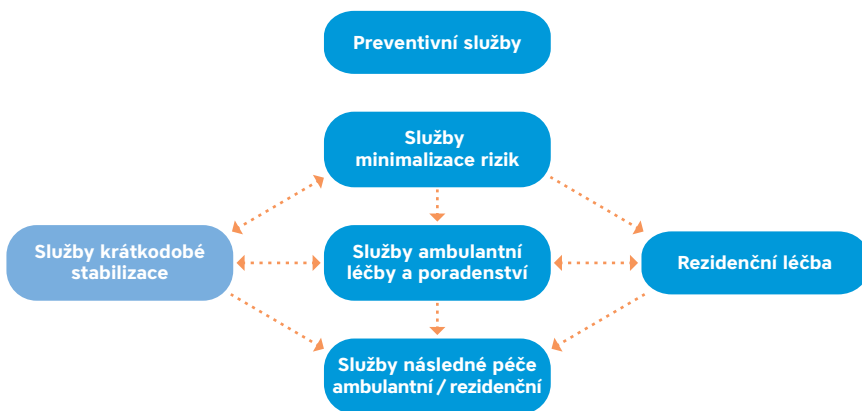 Preventivní služby
Služby
minimalizace rizik
Služby krátkodobé
stabilizace
Služby ambulantní
léčby a poradenství
Rezidenční léčba
Služby následné péče
ambulantní / rezidenční